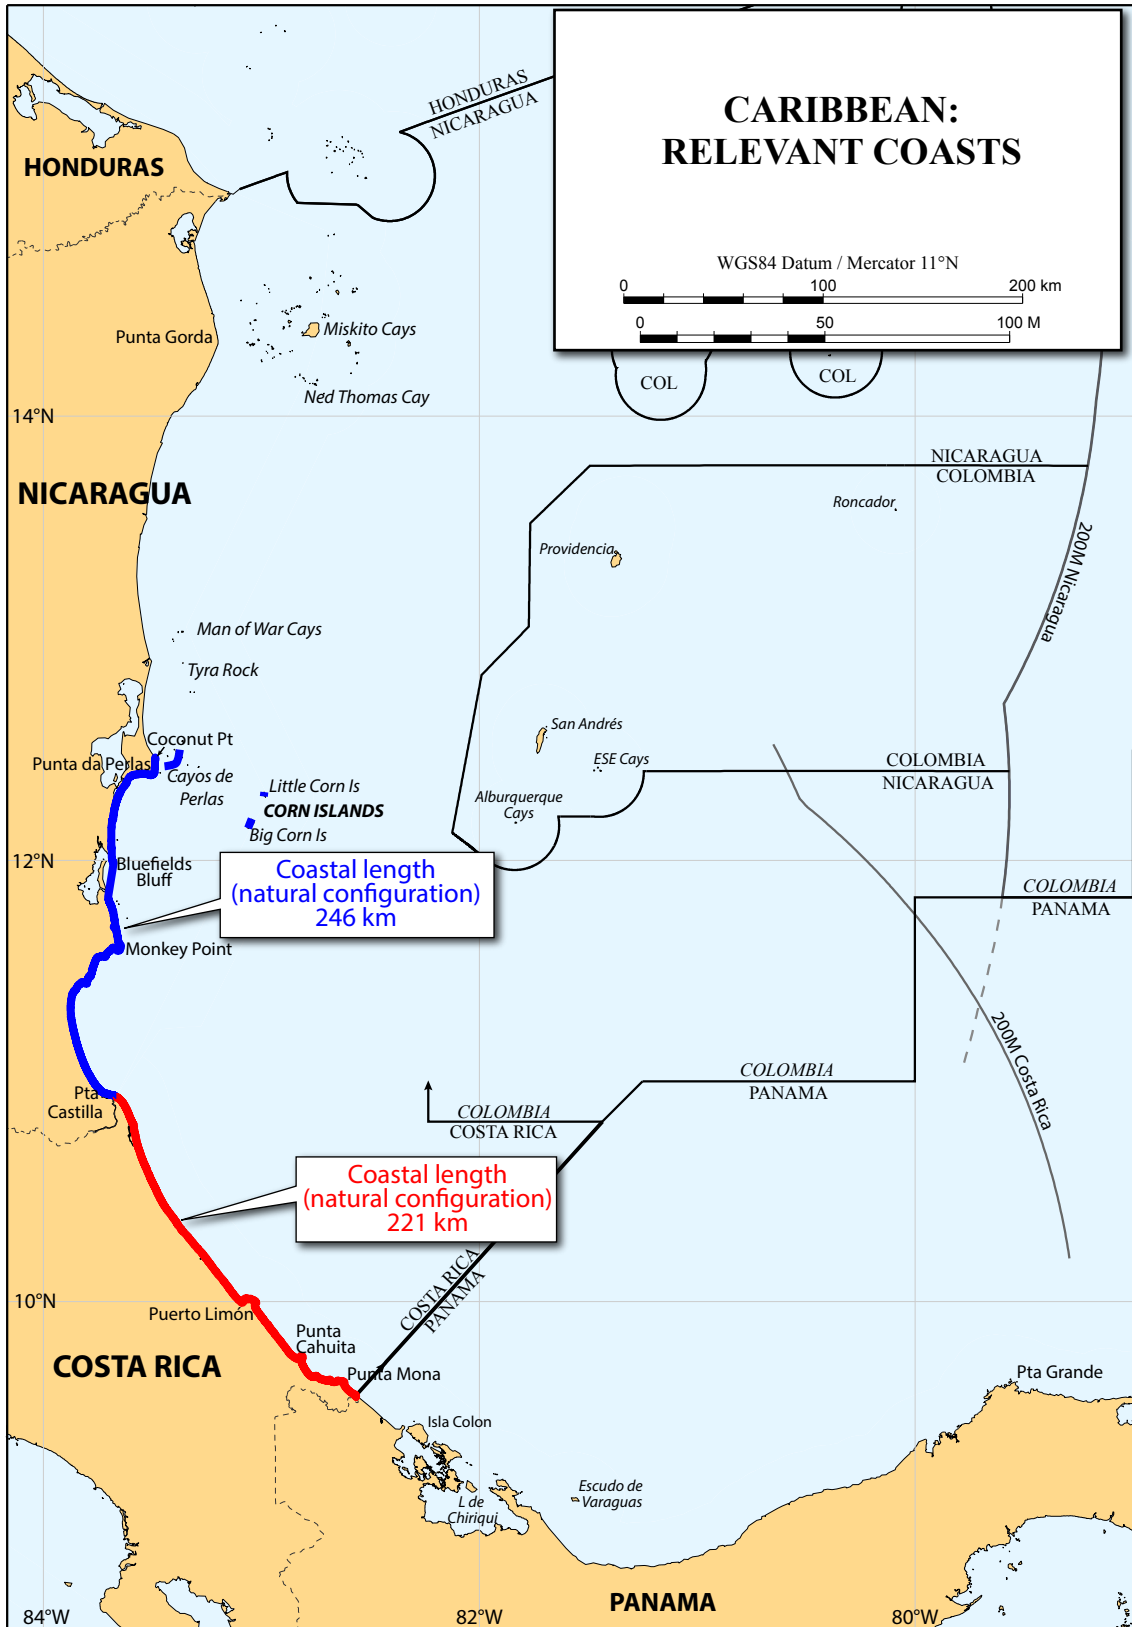 CARIBBEAN:
RELEVANT COASTS
WGS84 Datum / Mercator 11°N
0 100 200 km
0 50 100 M
HONDURAS
NICARAGUA
HONDURAS
Punta Gorda
Miskito Cays
Ned Thomas Cay
COL
COL
14°N
NICARAGUA
COLOMBIA
NICARAGUA
Roncador
Providencia
200M Nicaragua
Man of War Cays
Tyra Rock
San Andrés
Coconut Pt
Punta da Perlas
Cayos de
Perlas
ESE Cays
COLOMBIA
NICARAGUA
Little Corn Is
CORN ISLANDS
Big Corn Is
Alburquerque
Cays
12°N
Bluefields
Bluff
Coastal length
(natural configuration)
246 km
COLOMBIA
PANAMA
Monkey Point
200M Costa Rica
COLOMBIA
PANAMA
Pta
Castilla
COLOMBIA
COSTA RICA
Coastal length
(natural configuration)
221 km
COSTA RICA
PANAMA
10°N
Puerto Limón
Punta
Cahuita
COSTA RICA
Punta Mona
Pta Grande
Isla Colon
Escudo de
Varaguas
L de
Chiriqui
PANAMA
84°W
82°W
80°W